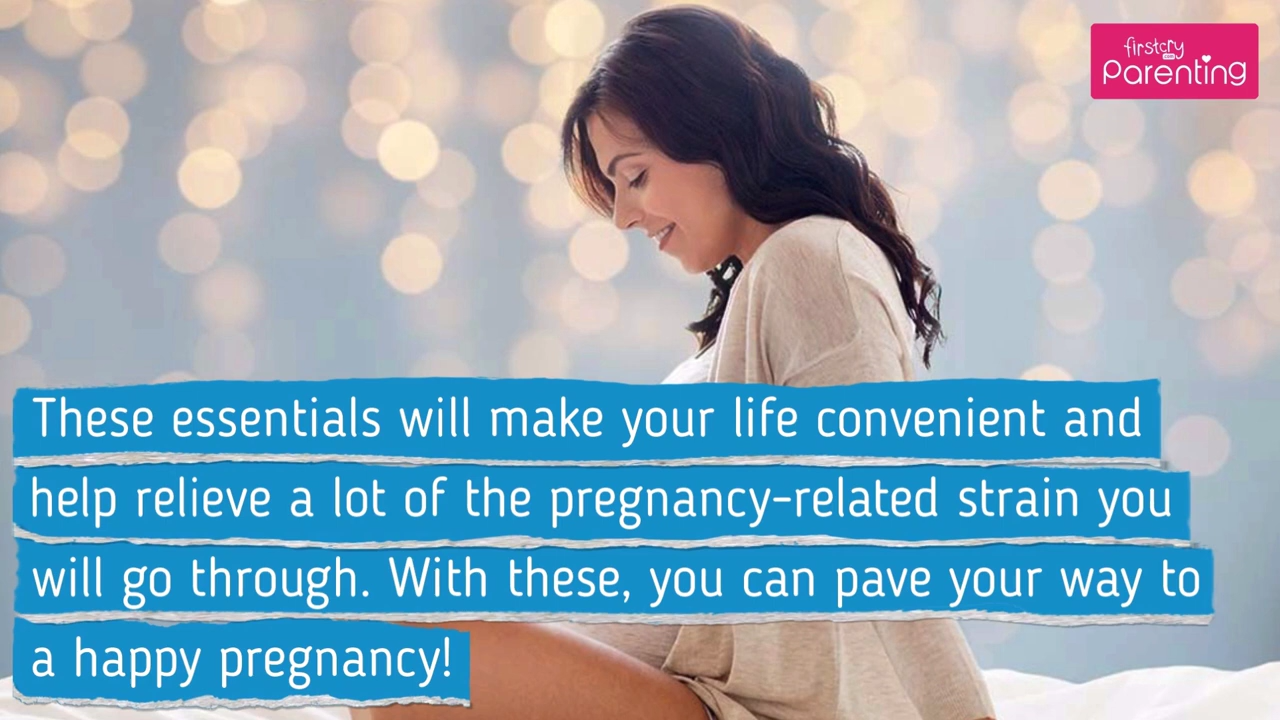 firstcry
.com
Parenting
These essentials will make your life convenient and
help relieve a lot of the pregnancy-related strain you
will go through. With these, you can pave your way to
a happy pregnancy!